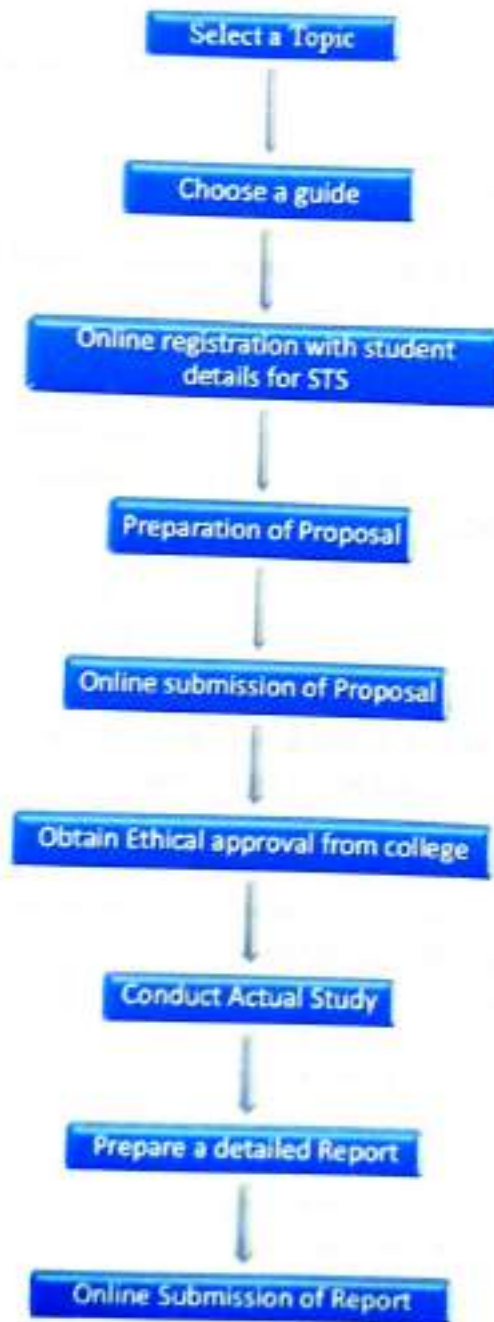 Select a Topic
Choose a guide
Online registration with student
details for STS
Preparation of Proposal
Online submission of Proposal
Obtain Ethical approval from college
Conduct Actual Study
Prepare a detailed Report
Online Submission of Report